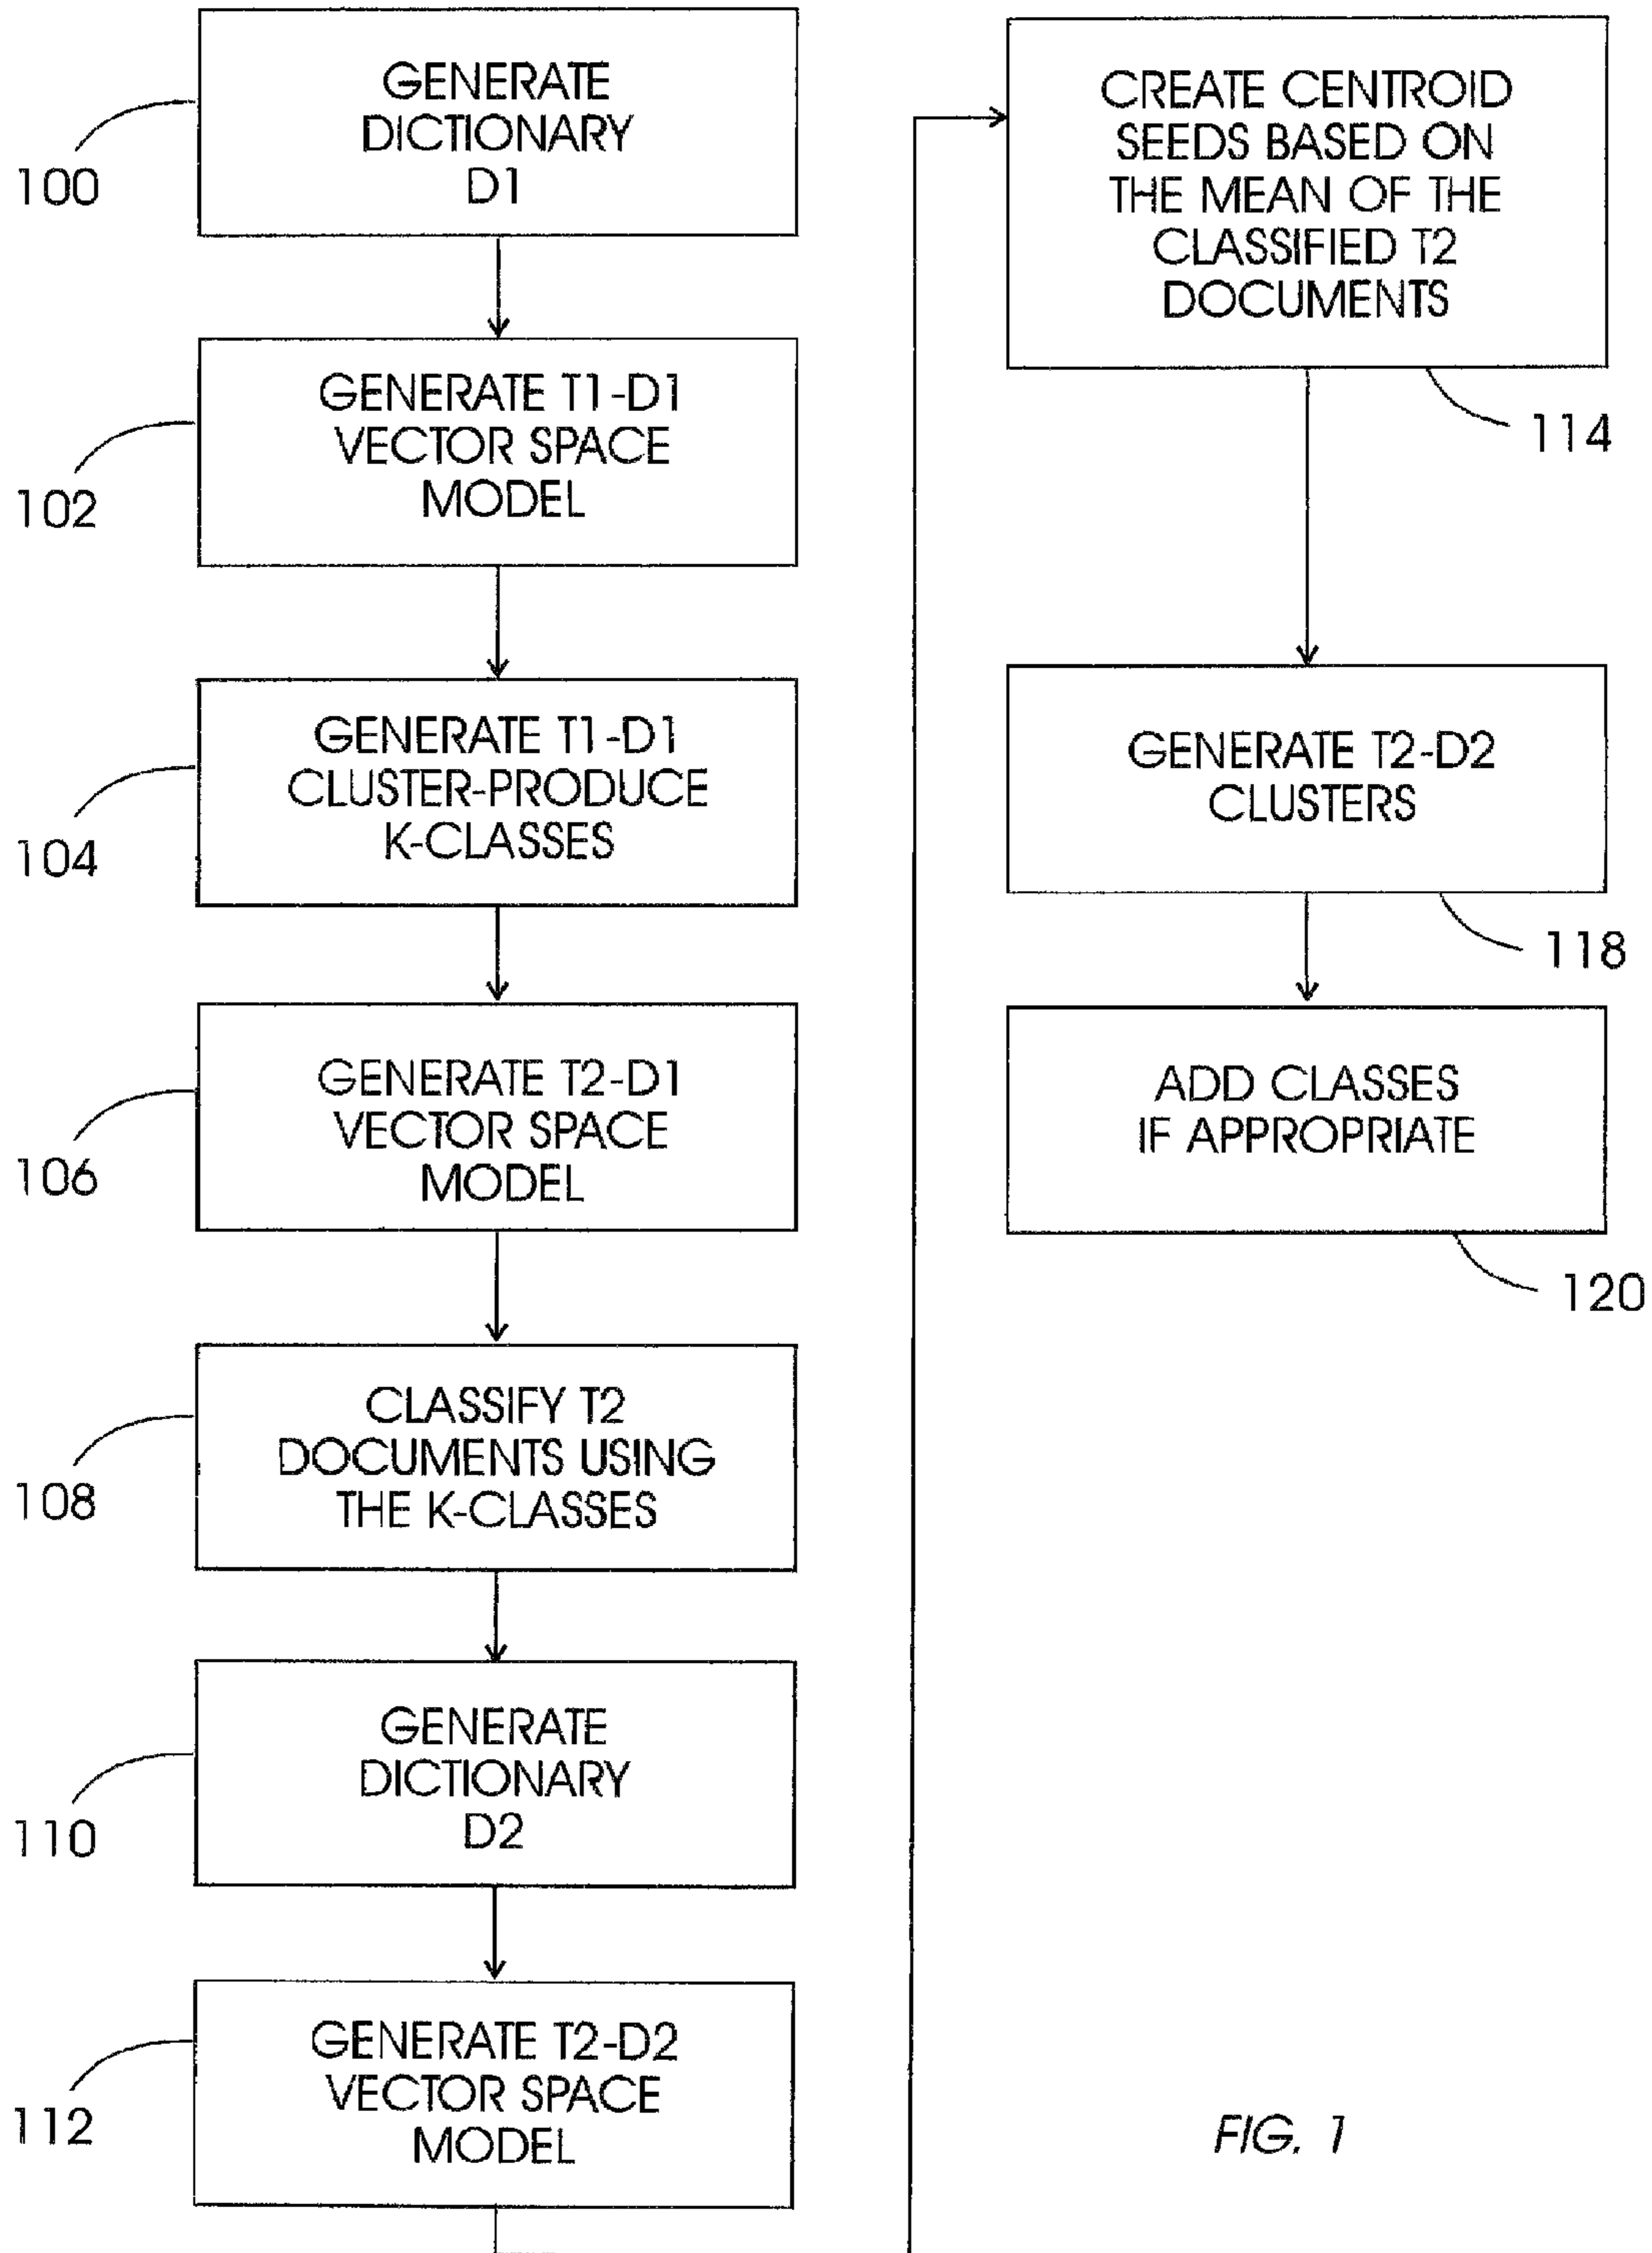 GENERATE
DICTIONARY
D1
100
GENERATE T1-D1
VECTOR SPACE
MODEL
102
GENERATE T1-D1
CLUSTER-PRODUCE
K-CLASSES
104
GENERATE T2-D1
VECTOR SPACE
MODEL
106
CLASSIFY T2
DOCUMENTS USING
THE K-CLASSES
108
GENERATE
DICTIONARY
D2
110
GENERATE T2-D2
VECTOR SPACE
MODEL
112
CREATE CENTROID
SEEDS BASED ON
THE MEAN OF THE
CLASSIFIED T2
DOCUMENTS
114
GENERATE T2-D2
CLUSTERS
118
ADD CLASSES
IF APPROPRIATE
120
FIG. 1